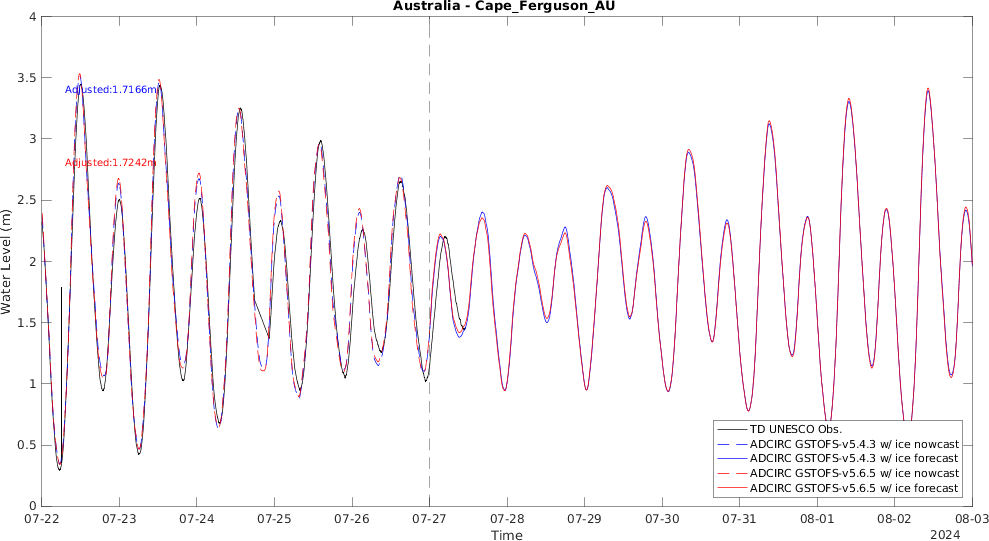 Australia - Cape_Ferguson_AU
4
3.5
3
2.5
2
1.5
1
0.5
0
Water Level (m)
Adjusted:1.7166m
Adjusted:1.7242m
TD UNESCO Obs.
ADCIRC GSTOFS-v5.4.3 w/ ice nowcast
ADCIRC GSTOFS-v5.4.3 w/ ice forecast
ADCIRC GSTOFS-v5.6.5 w/ ice nowcast
ADCIRC GSTOFS-v5.6.5 w/ ice forecast
07-22 07-23 07-24 07-25 07-26 07-27 07-28 07-29 07-30 07-31 08-01 08-02 08-03
Time
2024